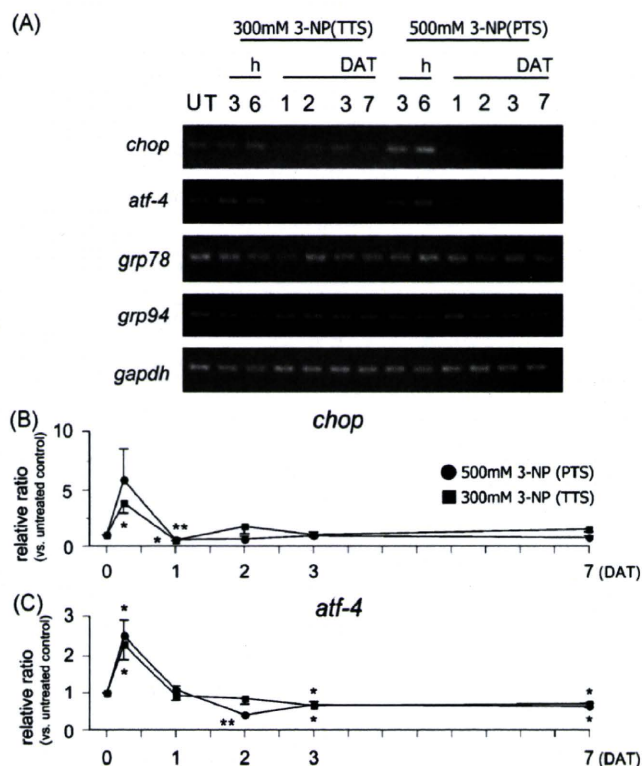 (A)
300mM 3-NP(TTS) 500mM 3-NP(PTS)
h DAT h DAT
UT 3 6 1 2 3 7 3 6 1 2 3 7
chop
atf-4
grp78
grp94
gapdh
(B) chop
relative ratio
(vs. untreated control)
10
5
0
* * **
● 500mM 3-NP (PTS)
■ 300mM 3-NP (TTS)
0 1 2 3 7 (DAT)
(C) atf-4
relative ratio
(vs. untreated control)
3
2
1
0
* * *
* ** * *
0 1 2 3 7 (DAT)